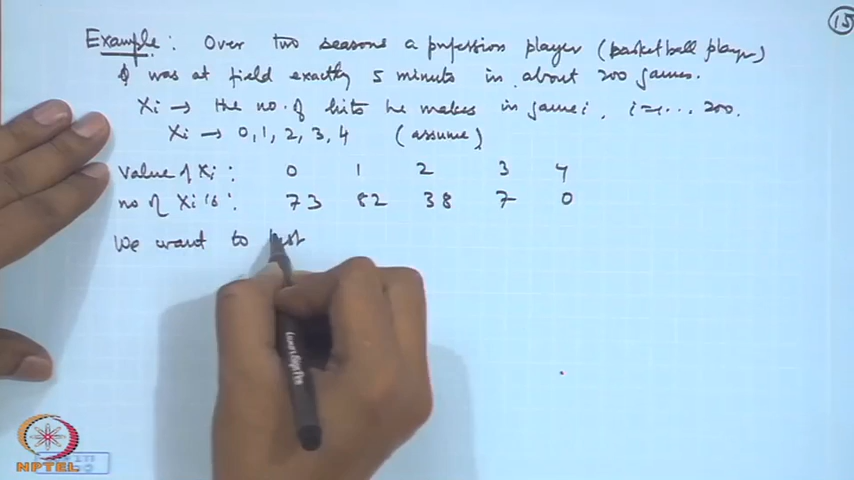 15
Example : Over two seasons a profession player (basketball player)
was at field exactly 5 minute in about 200 games.
Xi → the no. of hits he makes in game i, i=1,... 200.
Xi → 0, 1, 2, 3, 4 (assume)
value of Xi : 0 1 2 3 4
no of Xi's : 73 82 38 7 0
We want to test
NPTEL